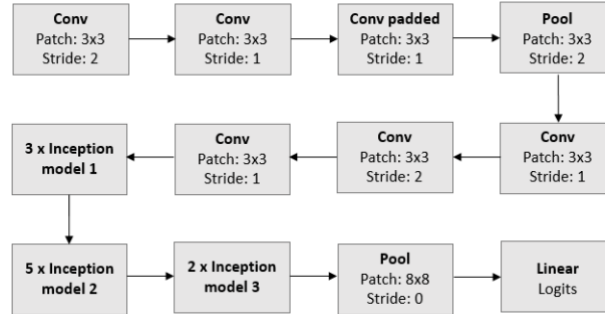 Conv
Patch: 3x3
Stride: 2
Conv
Patch: 3x3
Stride: 1
Conv padded
Patch: 3x3
Stride: 1
Pool
Patch: 3x3
Stride: 2
Conv
Patch: 3x3
Stride: 1
Conv
Patch: 3x3
Stride: 2
Conv
Patch: 3x3
Stride: 1
3 x Inception
model 1
5 x Inception
model 2
2 x Inception
model 3
Pool
Patch: 8x8
Stride: 0
Linear
Logits